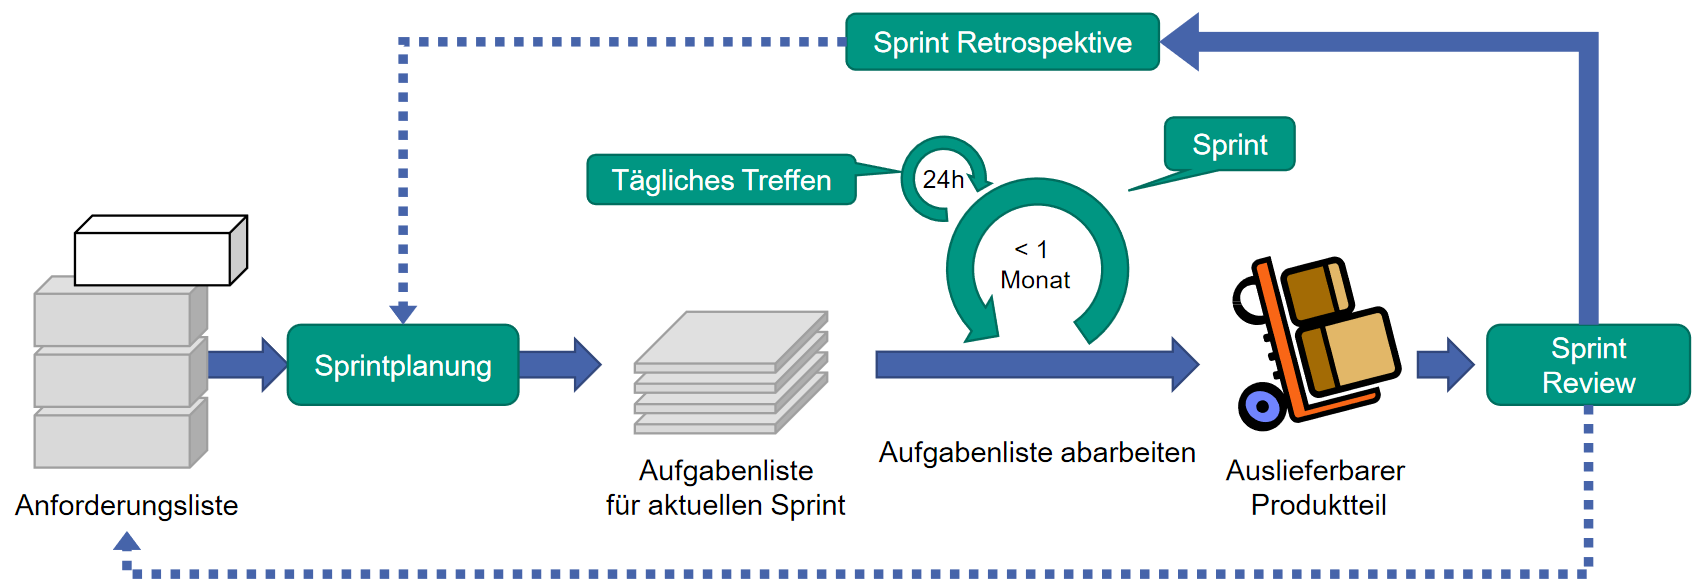 Sprint Retrospektive
Sprint
Tägliches Treffen
24h
< 1
Monat
Sprintplanung
Sprint
Review
Aufgabenliste abarbeiten
Aufgabenliste
für aktuellen Sprint
Auslieferbarer
Produktteil
Anforderungsliste